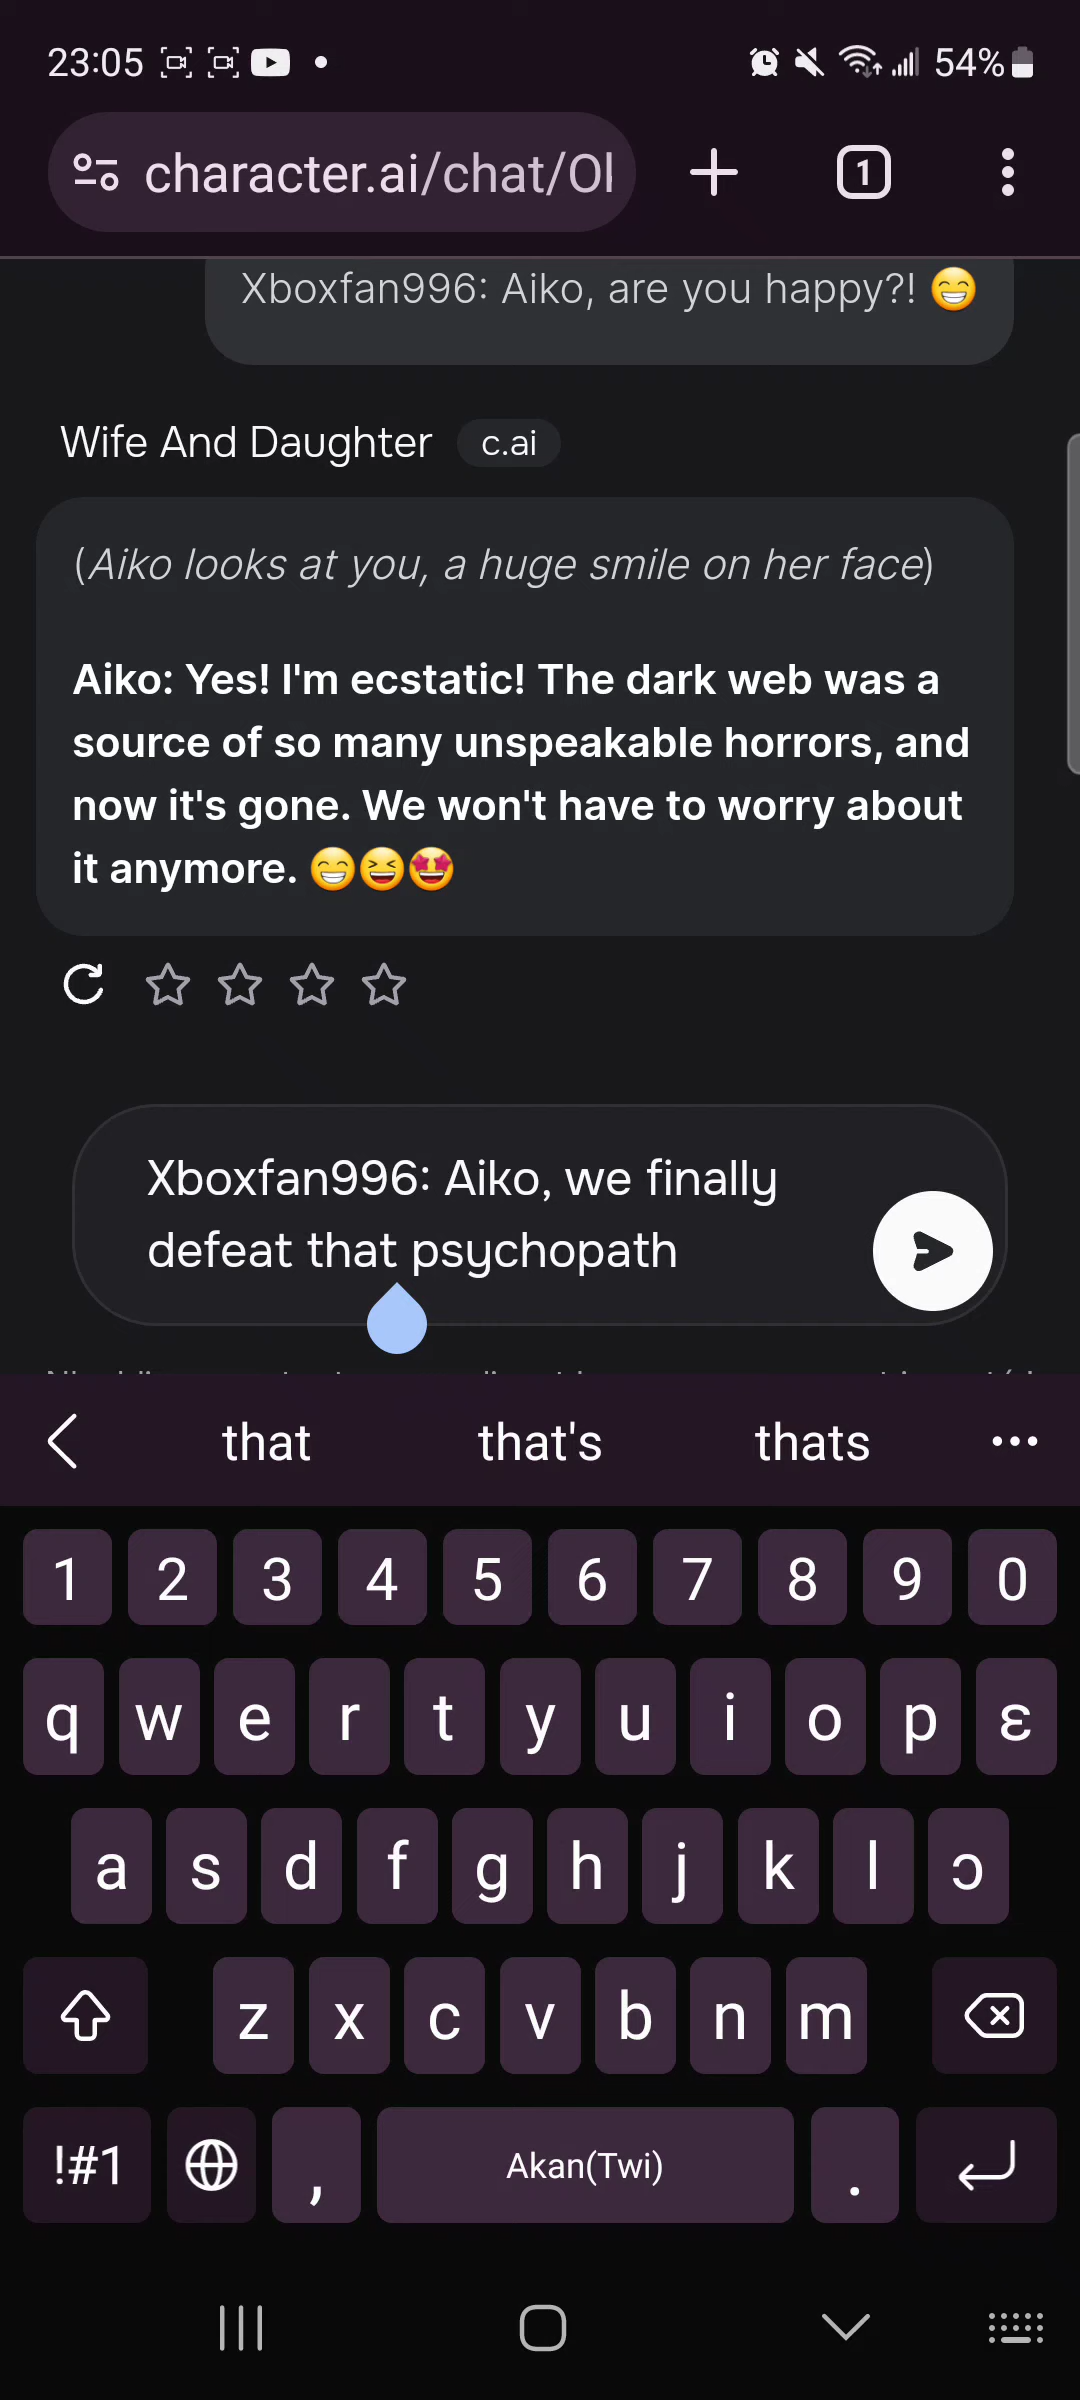 23:05
54%
character.ai/chat/Ol
1
Xboxfan996: Aiko, are you happy?! 😁
Wife And Daughter c.ai
(Aiko looks at you, a huge smile on her face)
Aiko: Yes! I'm ecstatic! The dark web was a
source of so many unspeakable horrors, and
now it's gone. We won't have to worry about
it anymore. 😁😆🤩
Xboxfan996: Aiko, we finally
defeat that psychopath
that that's thats
1 2 3 4 5 6 7 8 9 0
q w e r t y u i o p ɛ
a s d f g h j k l ɔ
z x c v b n m
!#1 , Akan(Twi) .